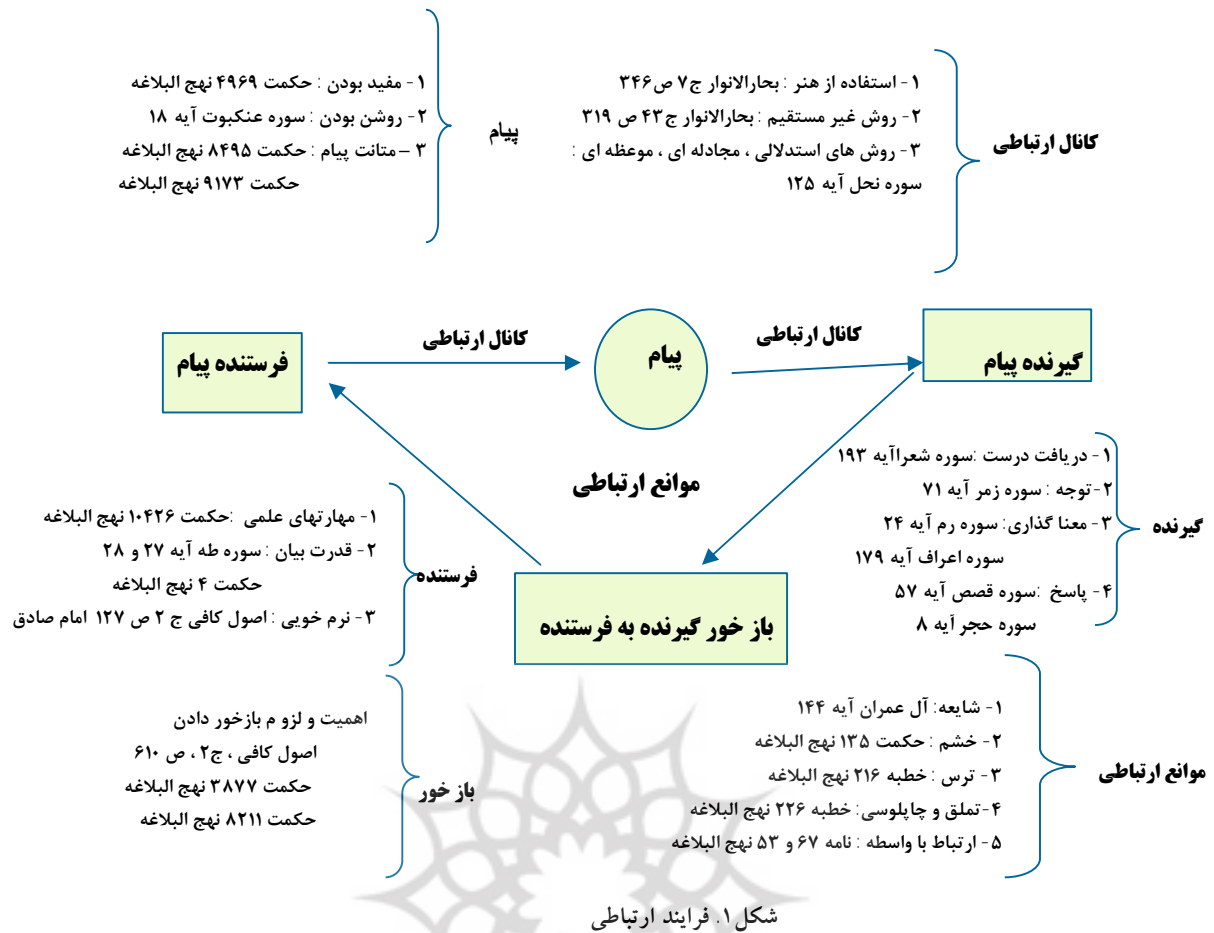 کانال ارتباطی
۱- استفاده از هنر : بحارالانوار ج۷ ص۳۴۶
۲- روش غیر مستقیم : بحارالانوار ج۴۳ ص ۳۱۹
۳- روش های استدلالی ، مجادله ای ، موعظه ای :
سوره نحل آیه ۱۲۵
پیام
۱- مفید بودن : حکمت ۴۹۶۹ نهج البلاغه
۲- روشن بودن : سوره عنکبوت آیه ۱۸
۳ – متانت پیام : حکمت ۸۴۹۵ نهج البلاغه
حکمت ۹۱۷۳ نهج البلاغه
گیرنده پیام
کانال ارتباطی
پیام
کانال ارتباطی
فرستنده پیام
موانع ارتباطی
باز خور گیرنده به فرستنده
گیرنده
۱- دریافت درست :سوره شعراآیه ۱۹۳
۲-توجه : سوره زمر آیه ۷۱
۳- معنا گذاری: سوره رم آیه ۲۴
سوره اعراف آیه ۱۷۹
۴- پاسخ :سوره قصص آیه ۵۷
سوره حجر آیه ۸
فرستنده
۱- مهارتهای علمی :حکمت ۱۰۴۲۶ نهج البلاغه
۲- قدرت بیان : سوره طه آیه ۲۷ و ۲۸
حکمت ۴ نهج البلاغه
۳- نرم خویی : اصول کافی ج ۲ ص ۱۲۷ امام صادق
موانع ارتباطی
۱- شایعه: آل عمران آیه ۱۴۴
۲- خشم : حکمت ۱۳۵ نهج البلاغه
۳- ترس : خطبه ۲۱۶ نهج البلاغه
۴-تملق و چاپلوسی: خطبه ۲۲۶ نهج البلاغه
۵- ارتباط با واسطه : نامه ۶۷ و ۵۳ نهج البلاغه
باز خور
اهمیت و لزو م بازخور دادن
اصول کافی ، ج۲ ، ص ۶۱۰
حکمت ۳۸۷۷ نهج البلاغه
حکمت ۸۲۱۱ نهج البلاغه
شکل۱. فرایند ارتباطی